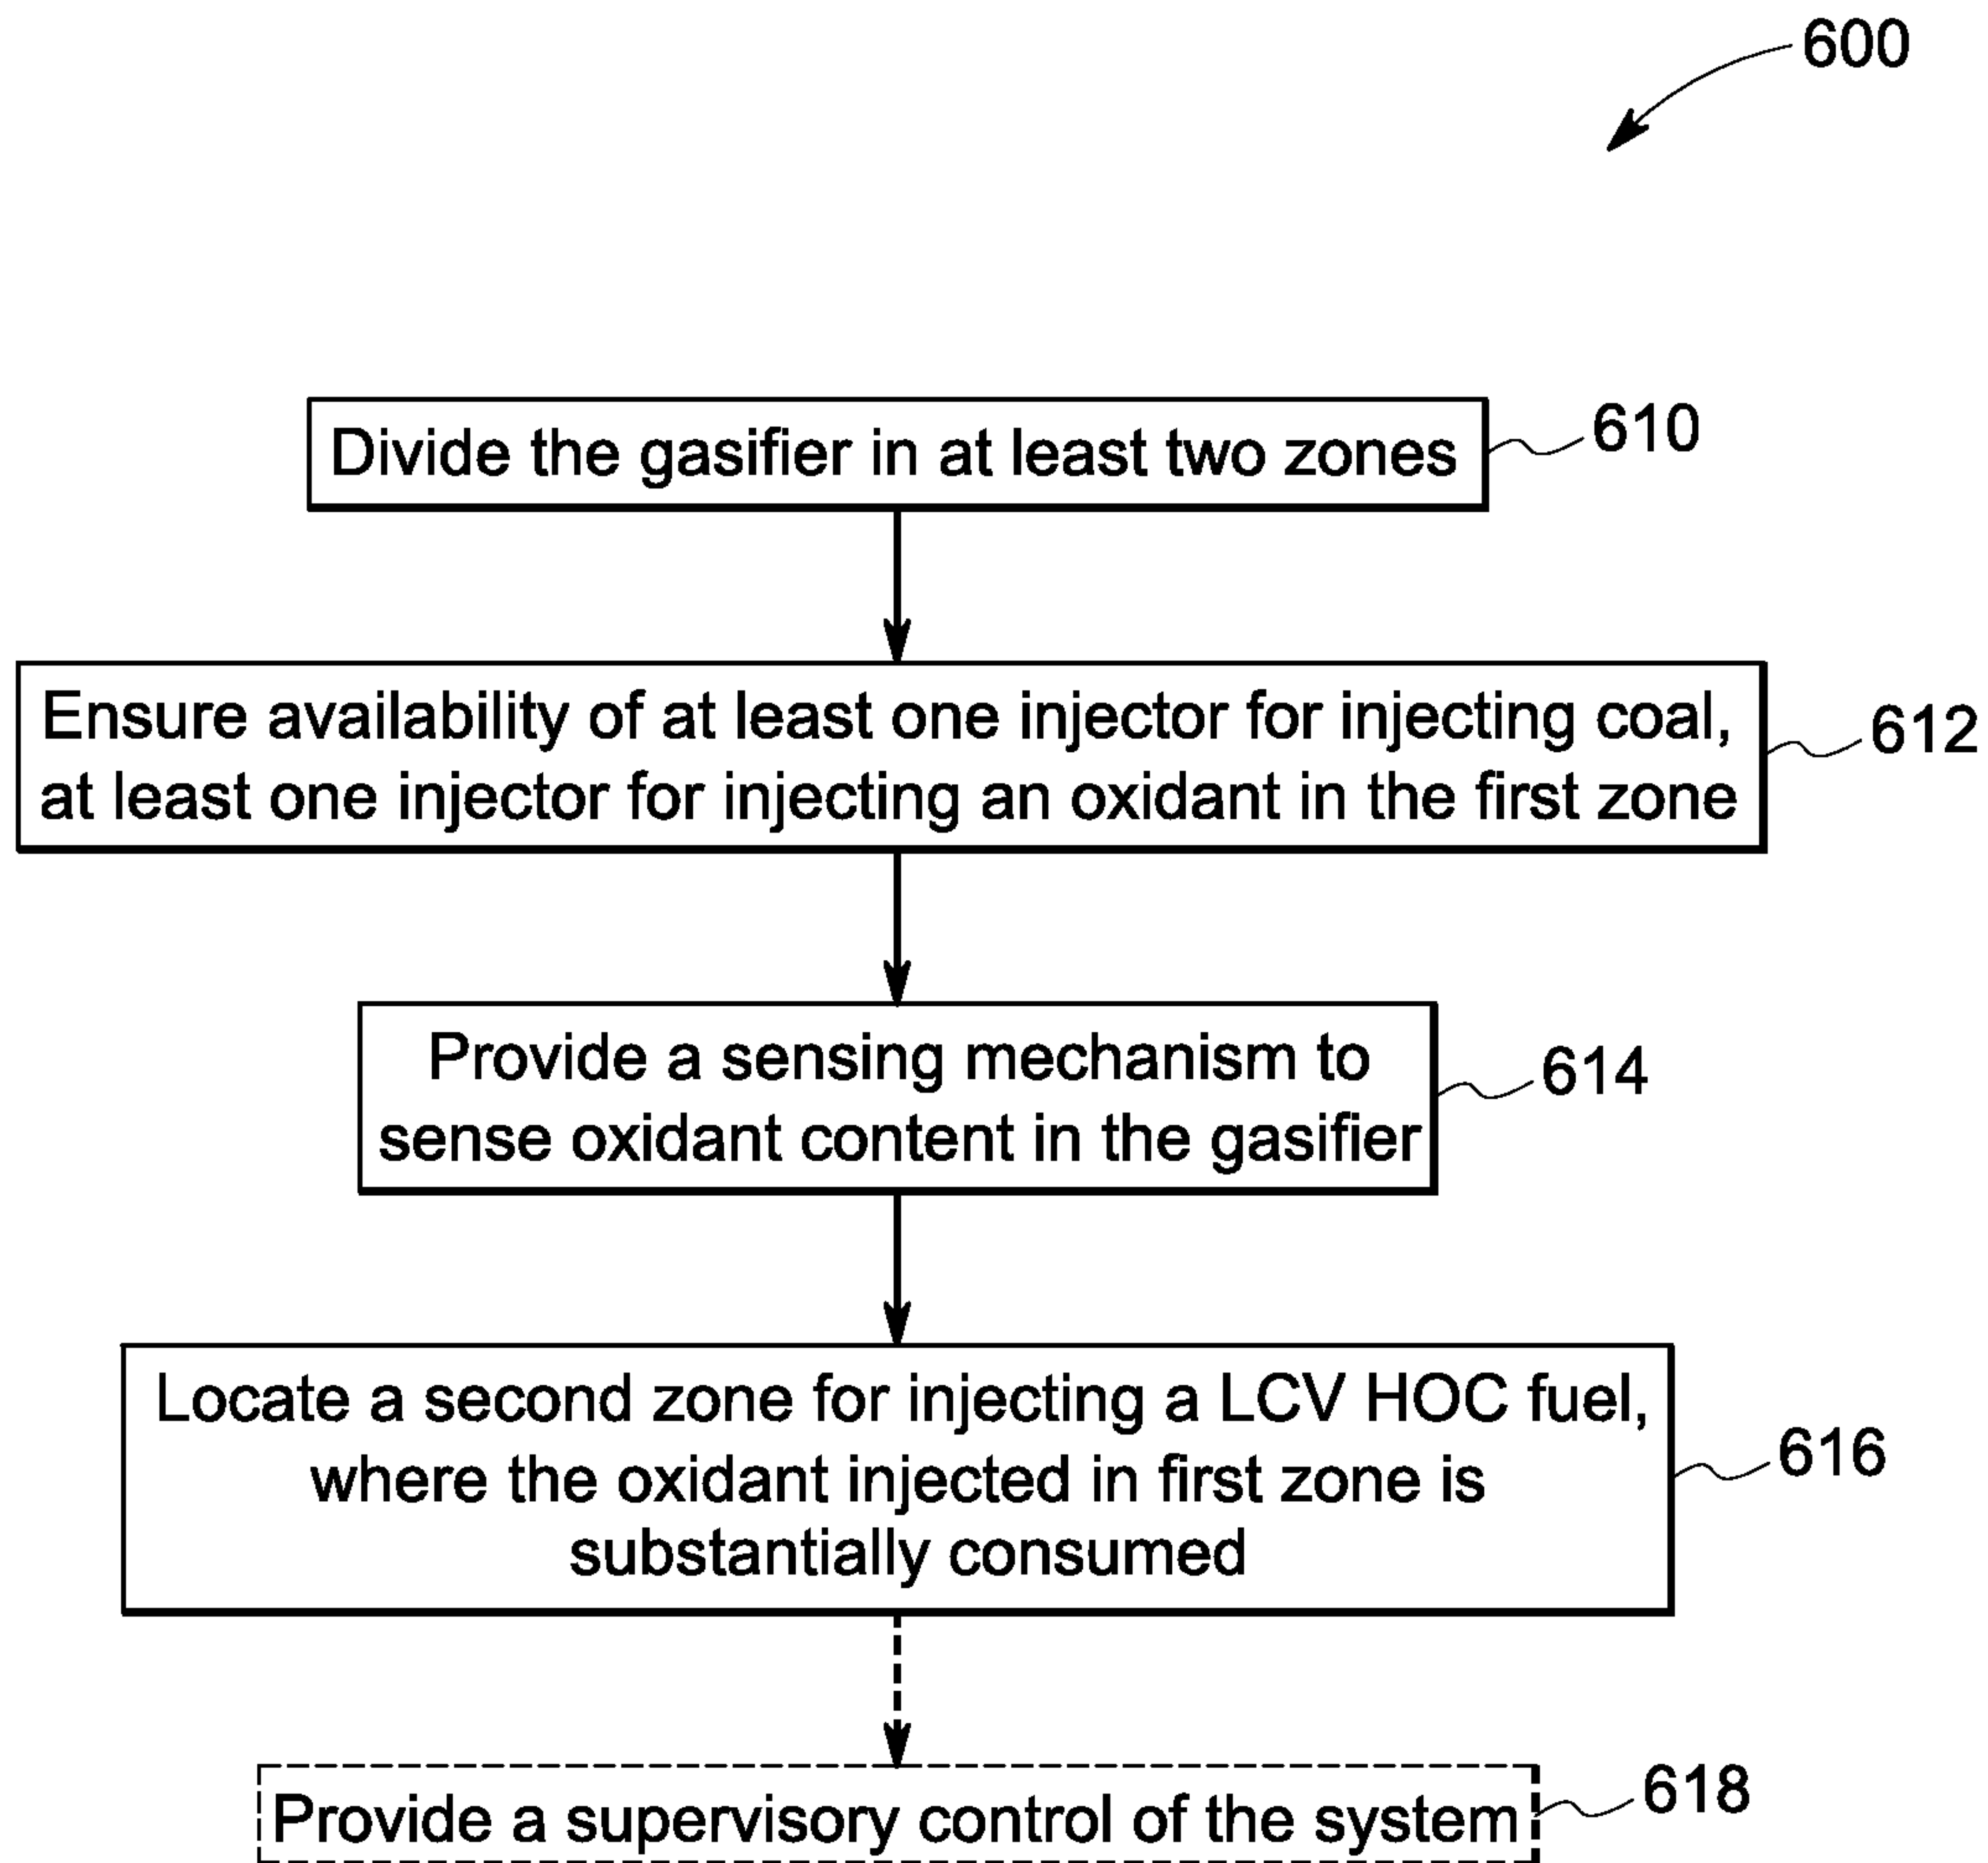 600
Divide the gasifier in at least two zones
610
Ensure availability of at least one injector for injecting coal,
at least one injector for injecting an oxidant in the first zone
612
Provide a sensing mechanism to
sense oxidant content in the gasifier
614
Locate a second zone for injecting a LCV HOC fuel,
where the oxidant injected in first zone is
substantially consumed
616
Provide a supervisory control of the system
618